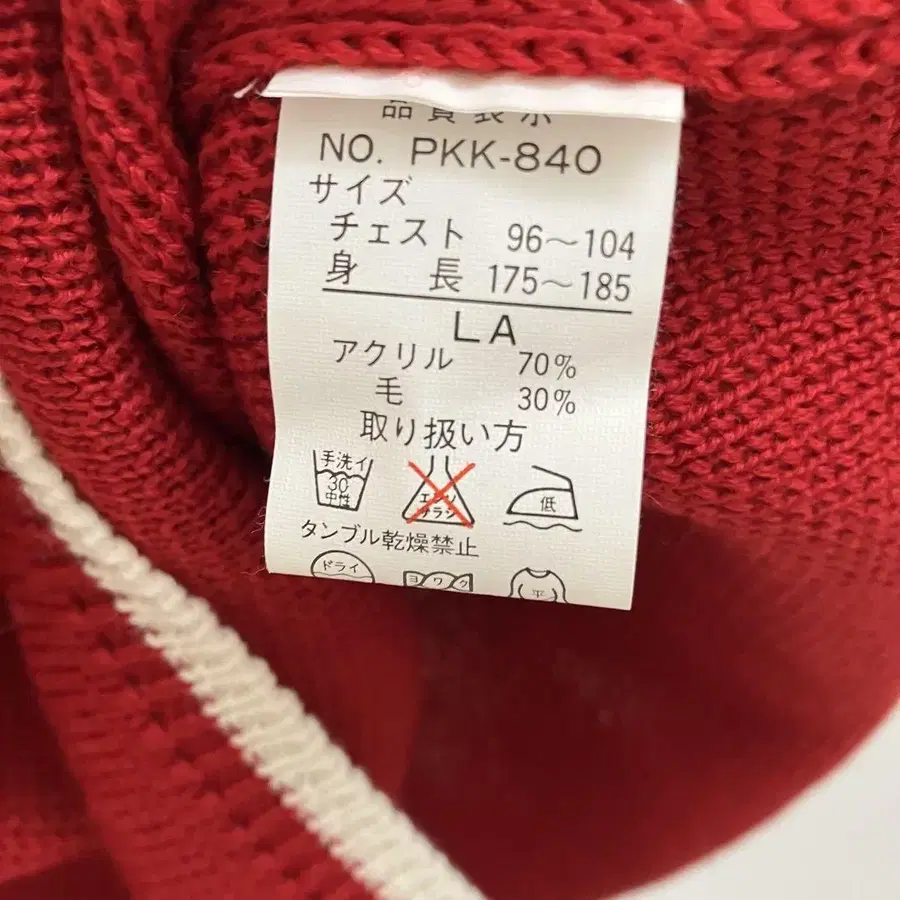 品質表示
NO. PKK-840
サイズ
チェスト 96~104
身長 175~185
LA
アクリル 70%
毛 30%
取り扱い方
手洗イ
30
中性
エンソ
サラシ
低
タンブル乾燥禁止
ドライ
ヨワク
平